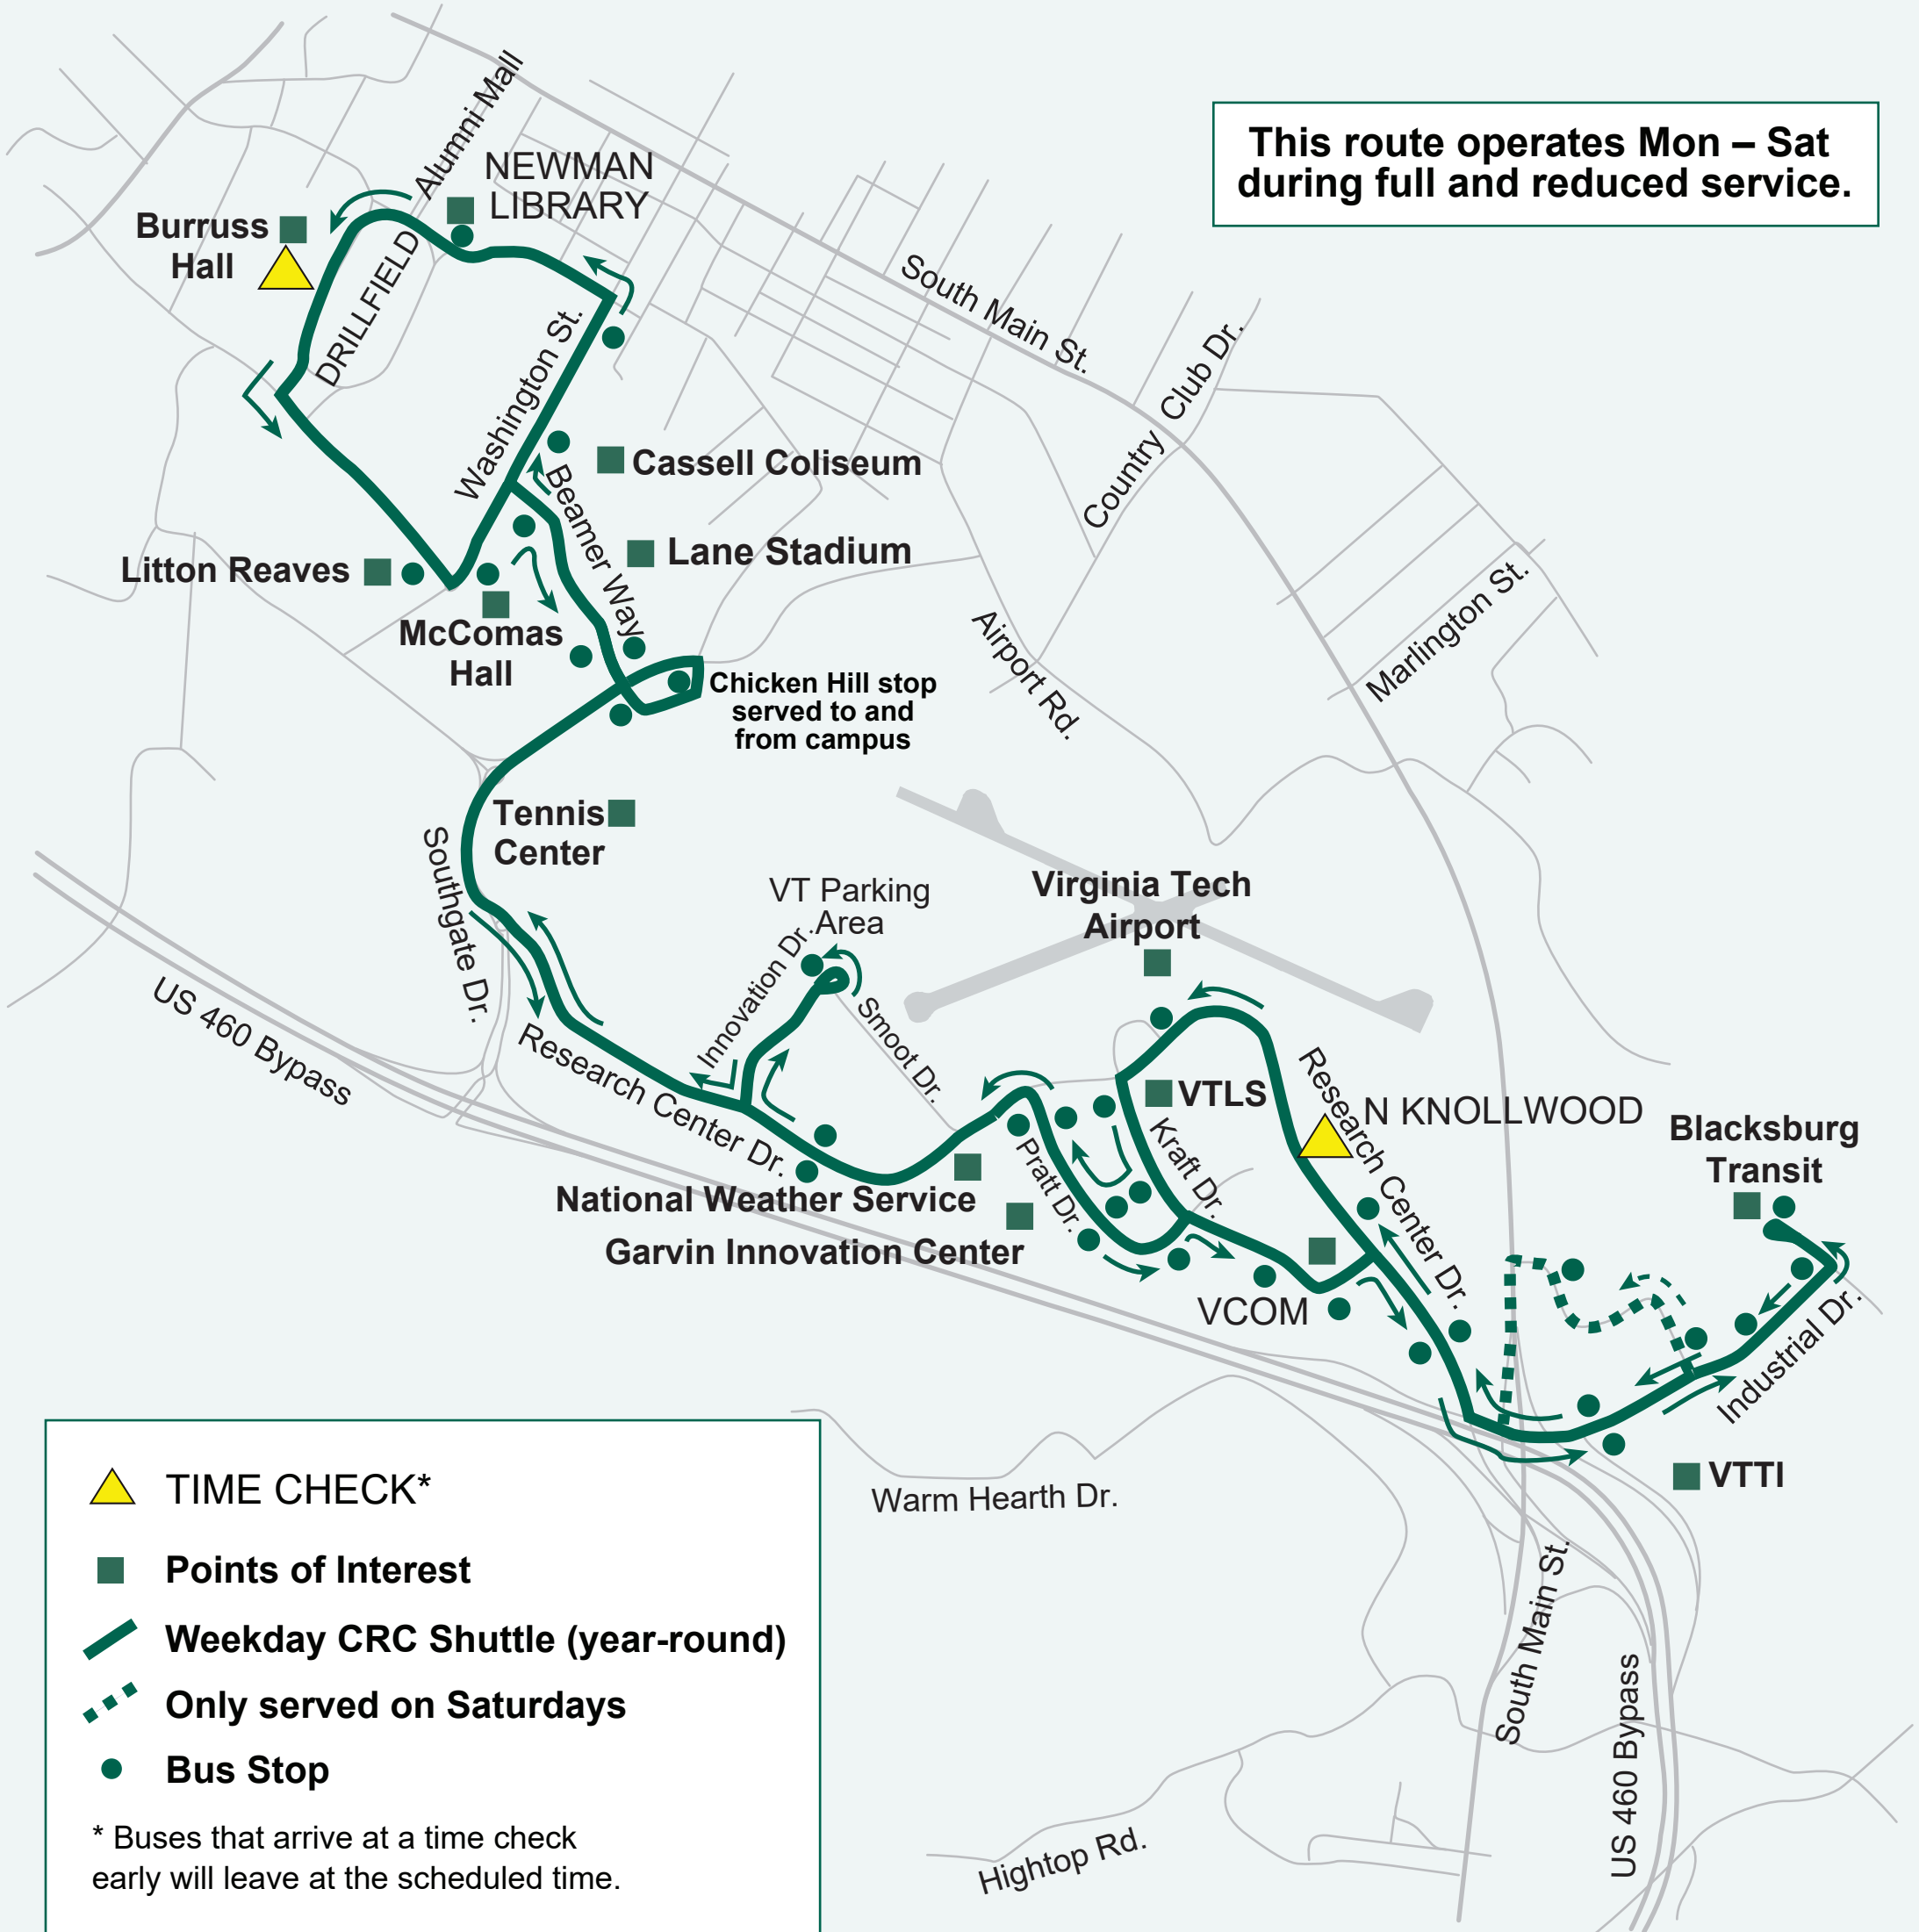 This route operates Mon – Sat
during full and reduced service.
Alumni Mall
NEWMAN
LIBRARY
Burruss
Hall
DRILLFIELD
Washington St.
South Main St.
Country Club Dr.
Cassell Coliseum
Beamer Way
Lane Stadium
Litton Reaves
McComas
Hall
Airport Rd.
Marlington St.
Chicken Hill stop
served to and
from campus
Tennis
Center
Southgate Dr.
VT Parking
Area
Virginia Tech
Airport
Innovation Dr.
Smoot Dr.
US 460 Bypass
Research Center Dr.
VTLS
Research Center Dr.
N KNOLLWOOD
Blacksburg
Transit
Pratt Dr.
Kraft Dr.
National Weather Service
Garvin Innovation Center
VCOM
Industrial Dr.
VTTI
Warm Hearth Dr.
South Main St.
US 460 Bypass
Hightop Rd.
TIME CHECK*
Points of Interest
Weekday CRC Shuttle (year-round)
Only served on Saturdays
Bus Stop
* Buses that arrive at a time check
early will leave at the scheduled time.